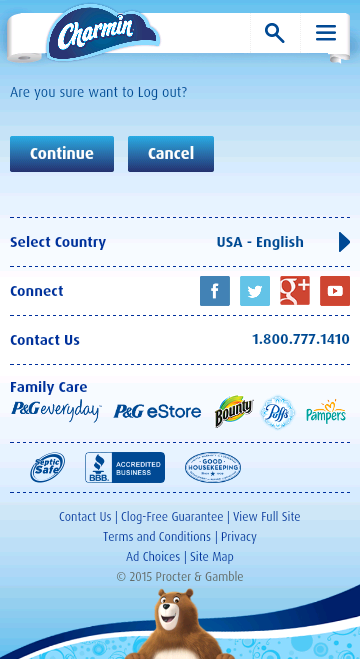 Charmin
Are you sure want to Log out?
Continue Cancel
Select Country USA - English
Connect
Contact Us 1.800.777.1410
Family Care
P&G everyday P&G eStore Bounty Puffs Pampers
Septic Safe BBB. ACCREDITED BUSINESS GOOD HOUSEKEEPING
Contact Us | Clog-Free Guarantee | View Full Site
Terms and Conditions | Privacy
Ad Choices | Site Map
© 2015 Procter & Gamble